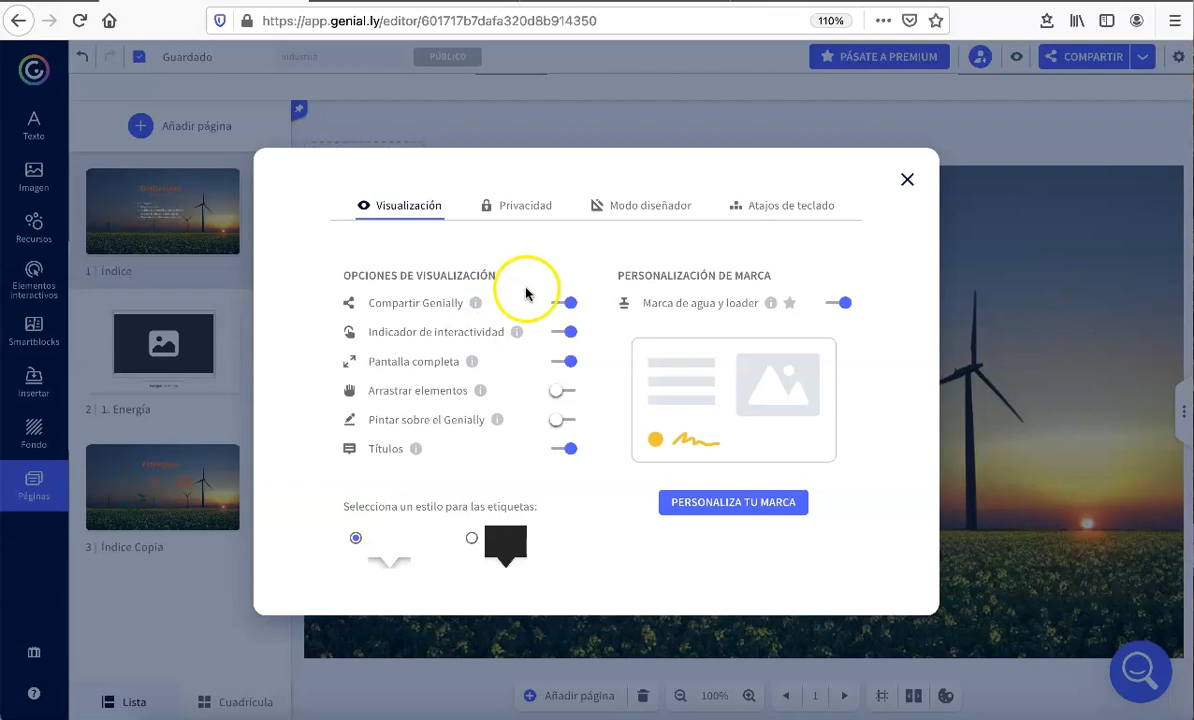 https://app.genial.ly/editor/601717b7dafa320d8b914350
110%
Guardado
Industria
PÚBLICO
PÁSATE A PREMIUM
COMPARTIR
Texto
Imagen
Recursos
Elementos
interactivos
Smartblocks
Insertar
Fondo
Páginas
Añadir página
1 Índice
2 1. Energía
3 Índice Copia
Lista
Cuadrícula
Visualización
Privacidad
Modo diseñador
Atajos de teclado
OPCIONES DE VISUALIZACIÓN
Compartir Genially
Indicador de interactividad
Pantalla completa
Arrastrar elementos
Pintar sobre el Genially
Títulos
Selecciona un estilo para las etiquetas:
PERSONALIZACIÓN DE MARCA
Marca de agua y loader
PERSONALIZA TU MARCA
Añadir página
100%
1